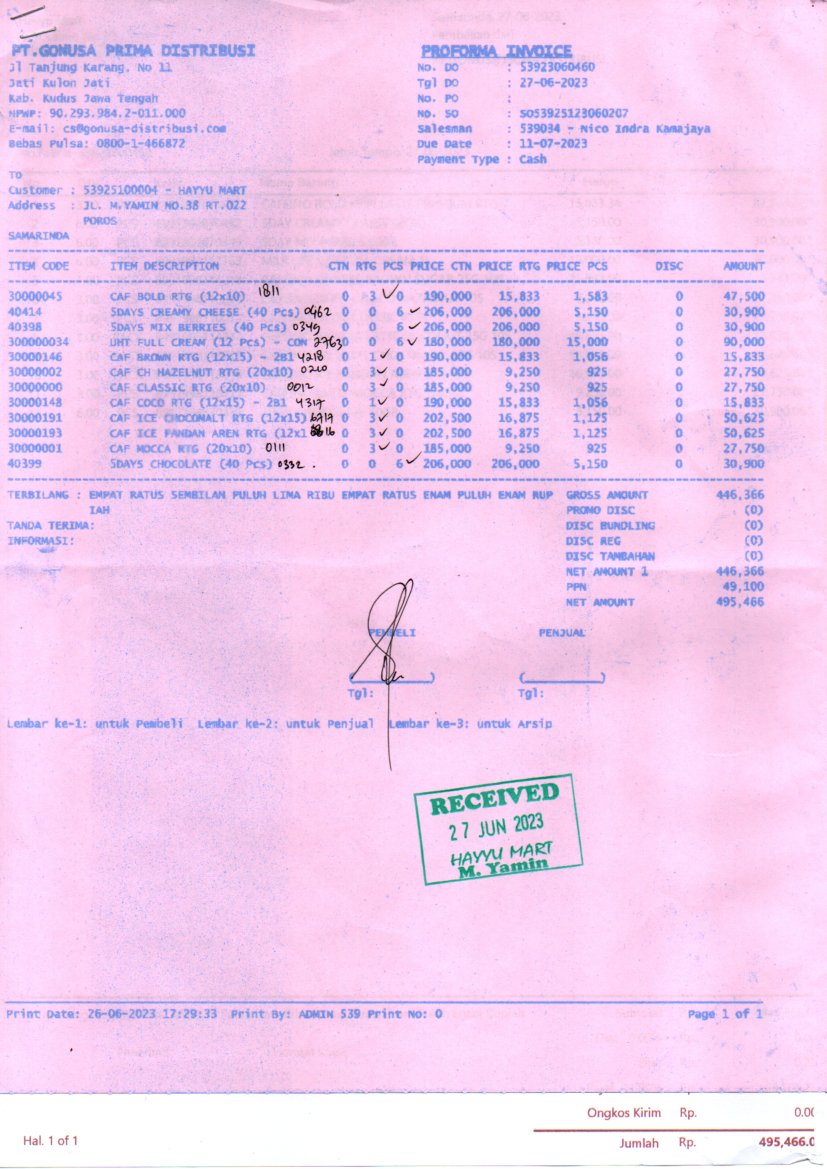 PT.GONUSA PRIMA DISTRIBUSI
Jl Tanjung Karang, No 11
Jati Kulon Jati
Kab. Kudus Jawa Tengah
NPWP: 90.293.984.2-011.000
E-mail: cs@gonusa-distribusi.com
Bebas Pulsa: 0800-1-466872
PROFORMA INVOICE
No. DO : 53923060460
Tgl DO : 27-06-2023
No. PO :
No. SO : SO53925123060207
Salesman : 539034 - Nico Indra Kamajaya
Due Date : 11-07-2023
Payment Type : Cash
TO
Customer : 53925100004 - HAYYU MART
Address : JL. M.YAMIN NO.38 RT.022
POROS
SAMARINDA
ITEM CODE ITEM DESCRIPTION CTN RTG PCS PRICE CTN PRICE RTG PRICE PCS DISC AMOUNT
30000045 CAF BOLD RTG (12x10) 1811 0 3 0 190,000 15,833 1,583 0 47,500
40414 5DAYS CREAMY CHEESE (40 Pcs) 0462 0 0 6 206,000 206,000 5,150 0 30,900
40398 5DAYS MIX BERRIES (40 Pcs) 0349 0 0 6 206,000 206,000 5,150 0 30,900
300000034 UHT FULL CREAM (12 Pcs) - CON 2763 0 0 6 180,000 180,000 15,000 0 90,000
30000146 CAF BROWN RTG (12x15) - 2B1 4218 0 1 0 190,000 15,833 1,056 0 15,833
30000002 CAF CH HAZELNUT RTG (20x10) 0210 0 3 0 185,000 9,250 925 0 27,750
30000000 CAF CLASSIC RTG (20x10) 0012 0 3 0 185,000 9,250 925 0 27,750
30000148 CAF COCO RTG (12x15) - 2B1 4317 0 1 0 190,000 15,833 1,056 0 15,833
30000191 CAF ICE CHOCOMALT RTG (12x15) 0 3 0 202,500 16,875 1,125 0 50,625
30000193 CAF ICE PANDAN AREN RTG (12x1 0 3 0 202,500 16,875 1,125 0 50,625
30000001 CAF MOCCA RTG (20x10) 0111 0 3 0 185,000 9,250 925 0 27,750
40399 5DAYS CHOCOLATE (40 Pcs) 0332 . 0 0 6 206,000 206,000 5,150 0 30,900
TERBILANG : EMPAT RATUS SEMBILAN PULUH LIMA RIBU EMPAT RATUS ENAM PULUH ENAM RUP
IAH
TANDA TERIMA:
INFORMASI:
GROSS AMOUNT 446,366
PROMO DISC (0)
DISC BUNDLING (0)
DISC REG (0)
DISC TAMBAHAN (0)
NET AMOUNT 1 446,366
PPN 49,100
NET AMOUNT 495,466
PEMBELI PENJUAL
(____________) (____________)
Tgl: Tgl:
Lembar ke-1: untuk Pembeli Lembar ke-2: untuk Penjual Lembar ke-3: untuk Arsip
RECEIVED
27 JUN 2023
HAYYU MART
M. Yamin
Print Date: 26-06-2023 17:29:33 Print By: ADMIN 539 Print No: 0 Page 1 of 1
Ongkos Kirim Rp. 0.00
Hal. 1 of 1
Jumlah Rp. 495,466.0